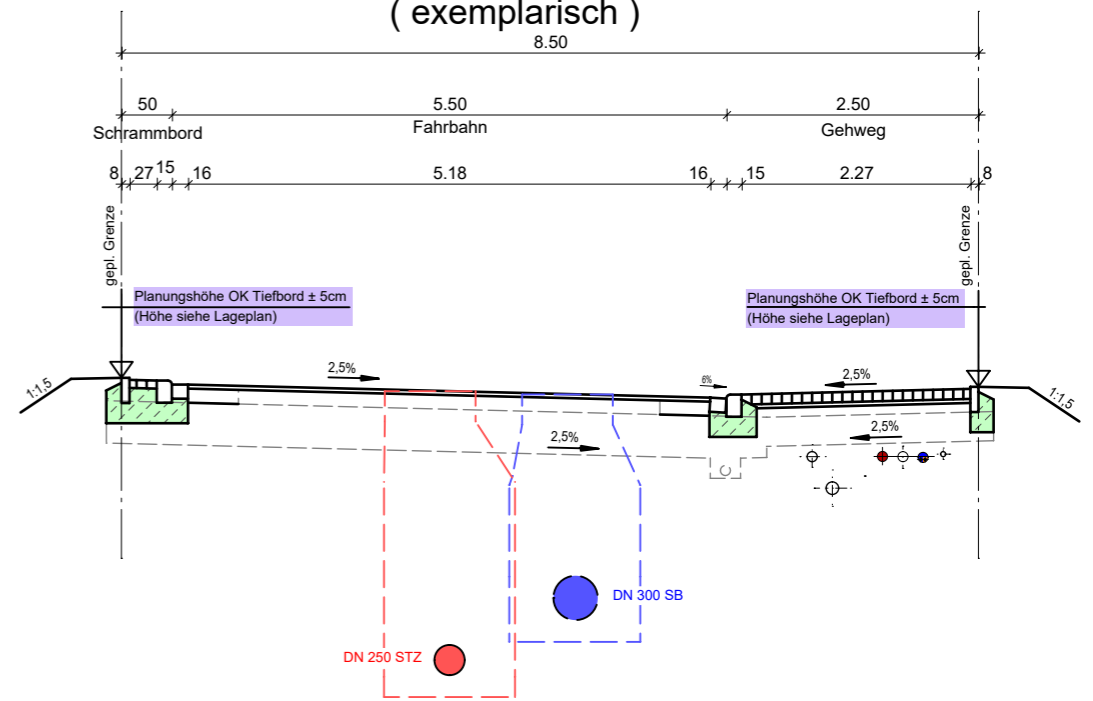 ( exemplarisch )
8.50
50 5.50 2.50
Schrammbord Fahrbahn Gehweg
8 27 15 16 5.18 16 15 2.27 8
gepl. Grenze gepl. Grenze
Planungshöhe OK Tiefbord ± 5cm
(Höhe siehe Lageplan)
Planungshöhe OK Tiefbord ± 5cm
(Höhe siehe Lageplan)
1:1,5 2,5% 6% 2,5% 1:1,5
2,5% 2,5%
DN 300 SB
DN 250 STZ